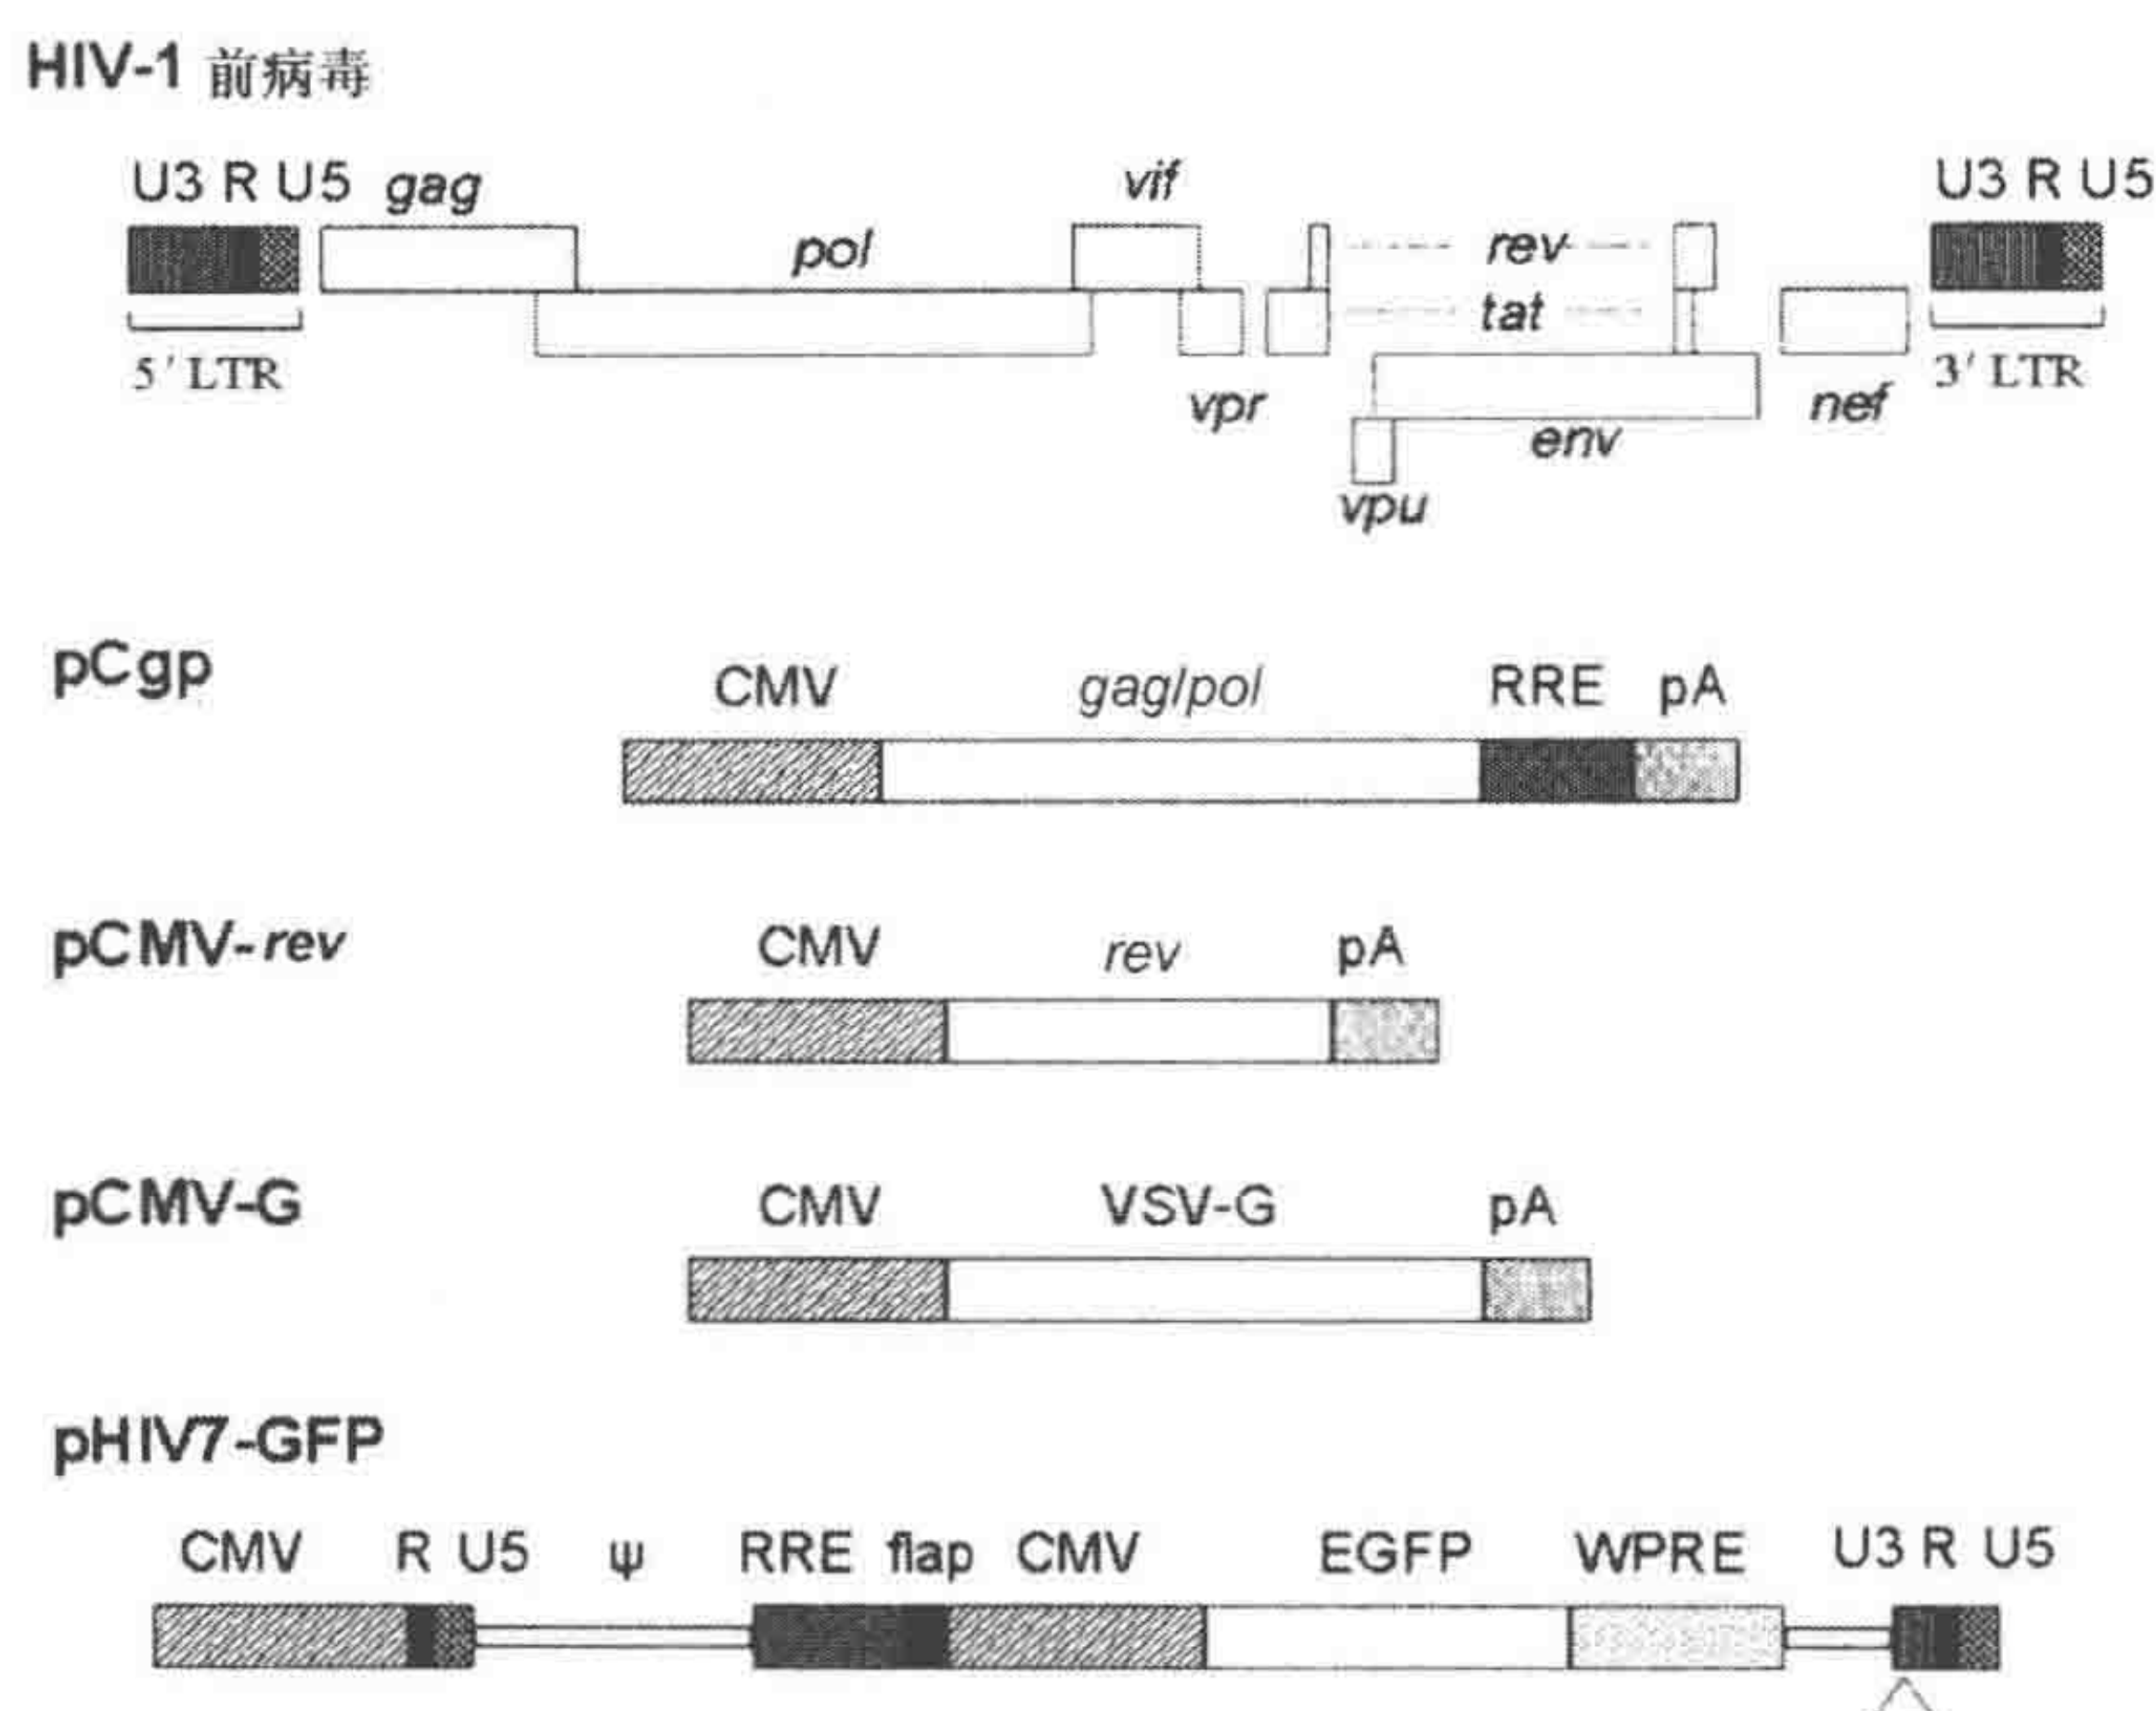 HIV-1 前病毒
U3 R U5 gag vif U3 R U5
pol rev
tat
5' LTR vpr env nef 3' LTR
vpu
pCgp
CMV gag/pol RRE pA
pCMV-rev
CMV rev pA
pCMV-G
CMV VSV-G pA
pHIV7-GFP
CMV R U5 ψ RRE flap CMV EGFP WPRE U3 R U5